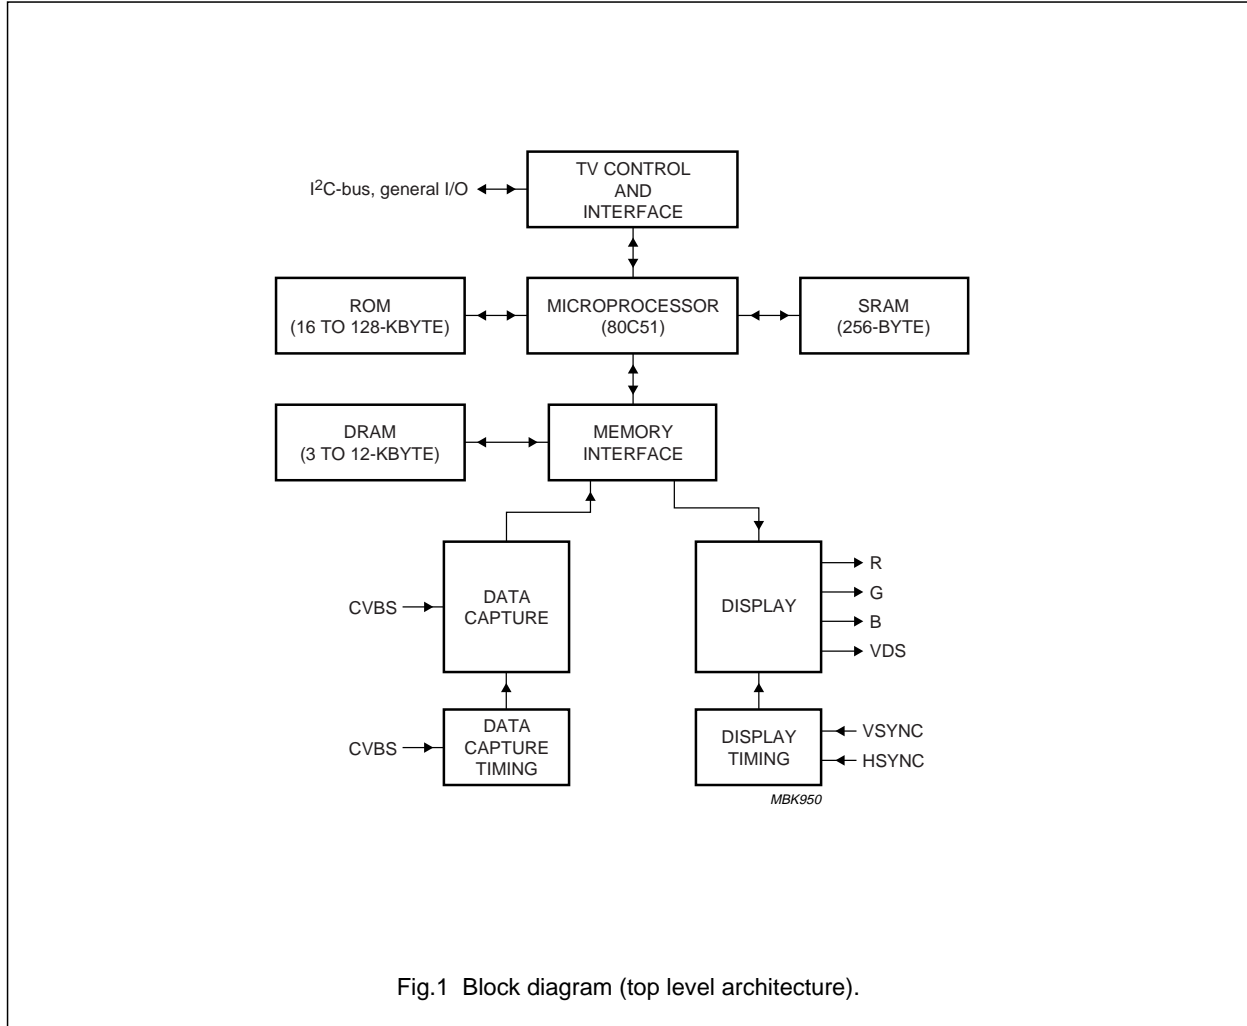 TV CONTROL
AND
INTERFACE
I²C-bus, general I/O
ROM
(16 TO 128-KBYTE)
MICROPROCESSOR
(80C51)
SRAM
(256-BYTE)
DRAM
(3 TO 12-KBYTE)
MEMORY
INTERFACE
CVBS
DATA
CAPTURE
DISPLAY
R
G
B
VDS
CVBS
DATA
CAPTURE
TIMING
DISPLAY
TIMING
VSYNC
HSYNC
MBK950
Fig.1 Block diagram (top level architecture).